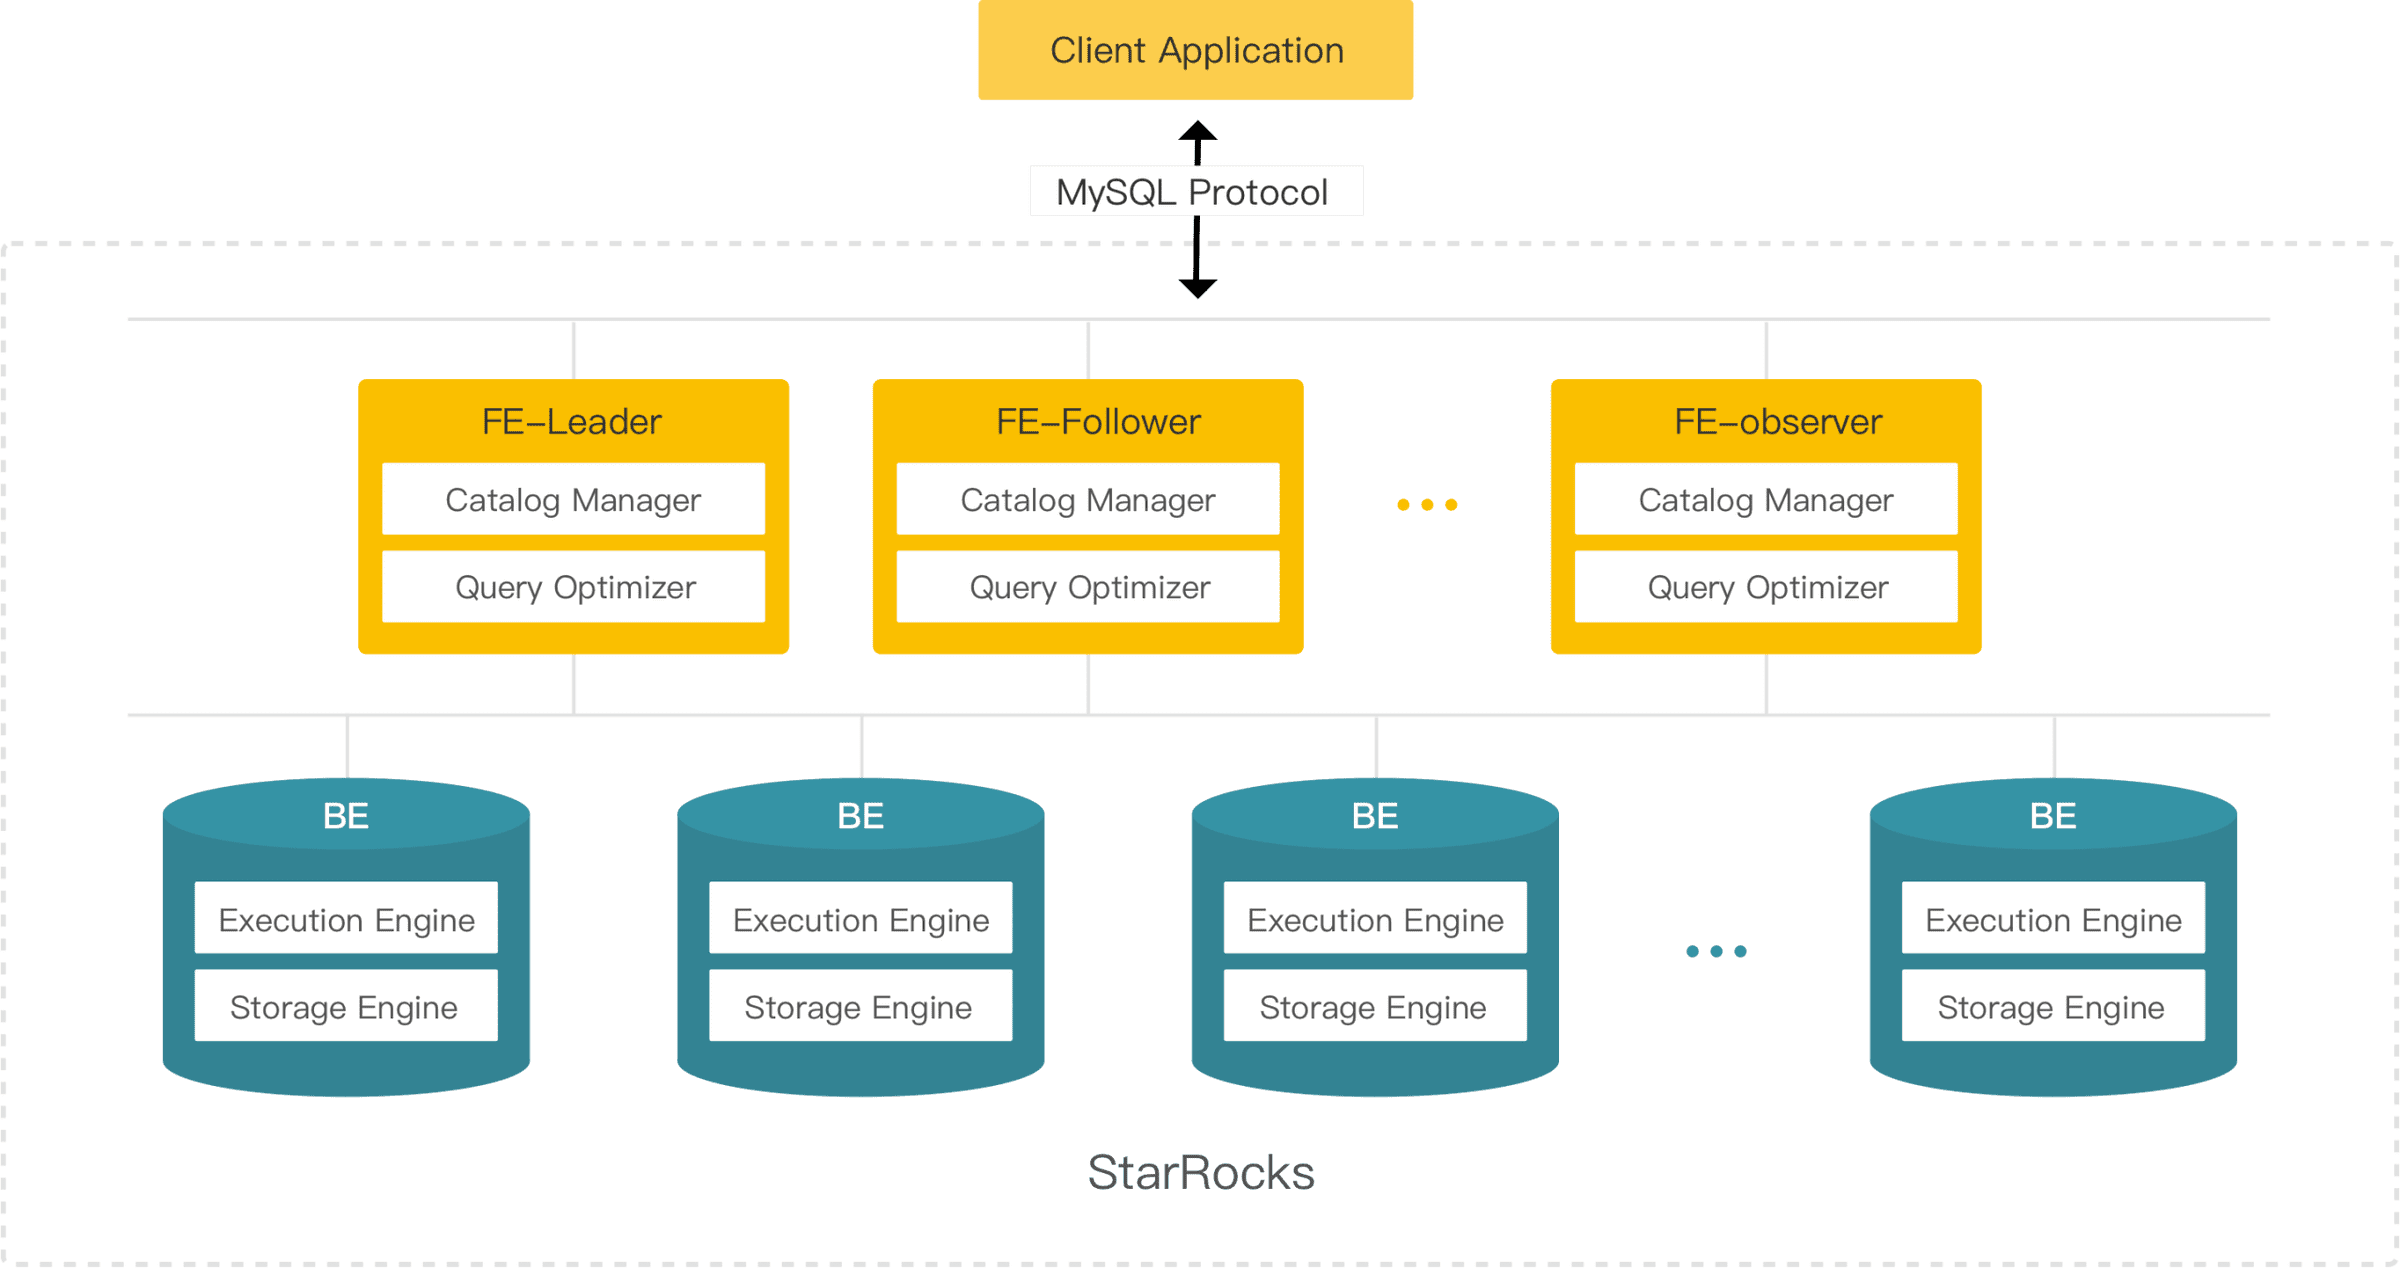 Client Application
MySQL Protocol
FE–Leader
Catalog Manager
Query Optimizer
FE–Follower
Catalog Manager
Query Optimizer
FE–observer
Catalog Manager
Query Optimizer
BE
Execution Engine
Storage Engine
BE
Execution Engine
Storage Engine
BE
Execution Engine
Storage Engine
BE
Execution Engine
Storage Engine
StarRocks